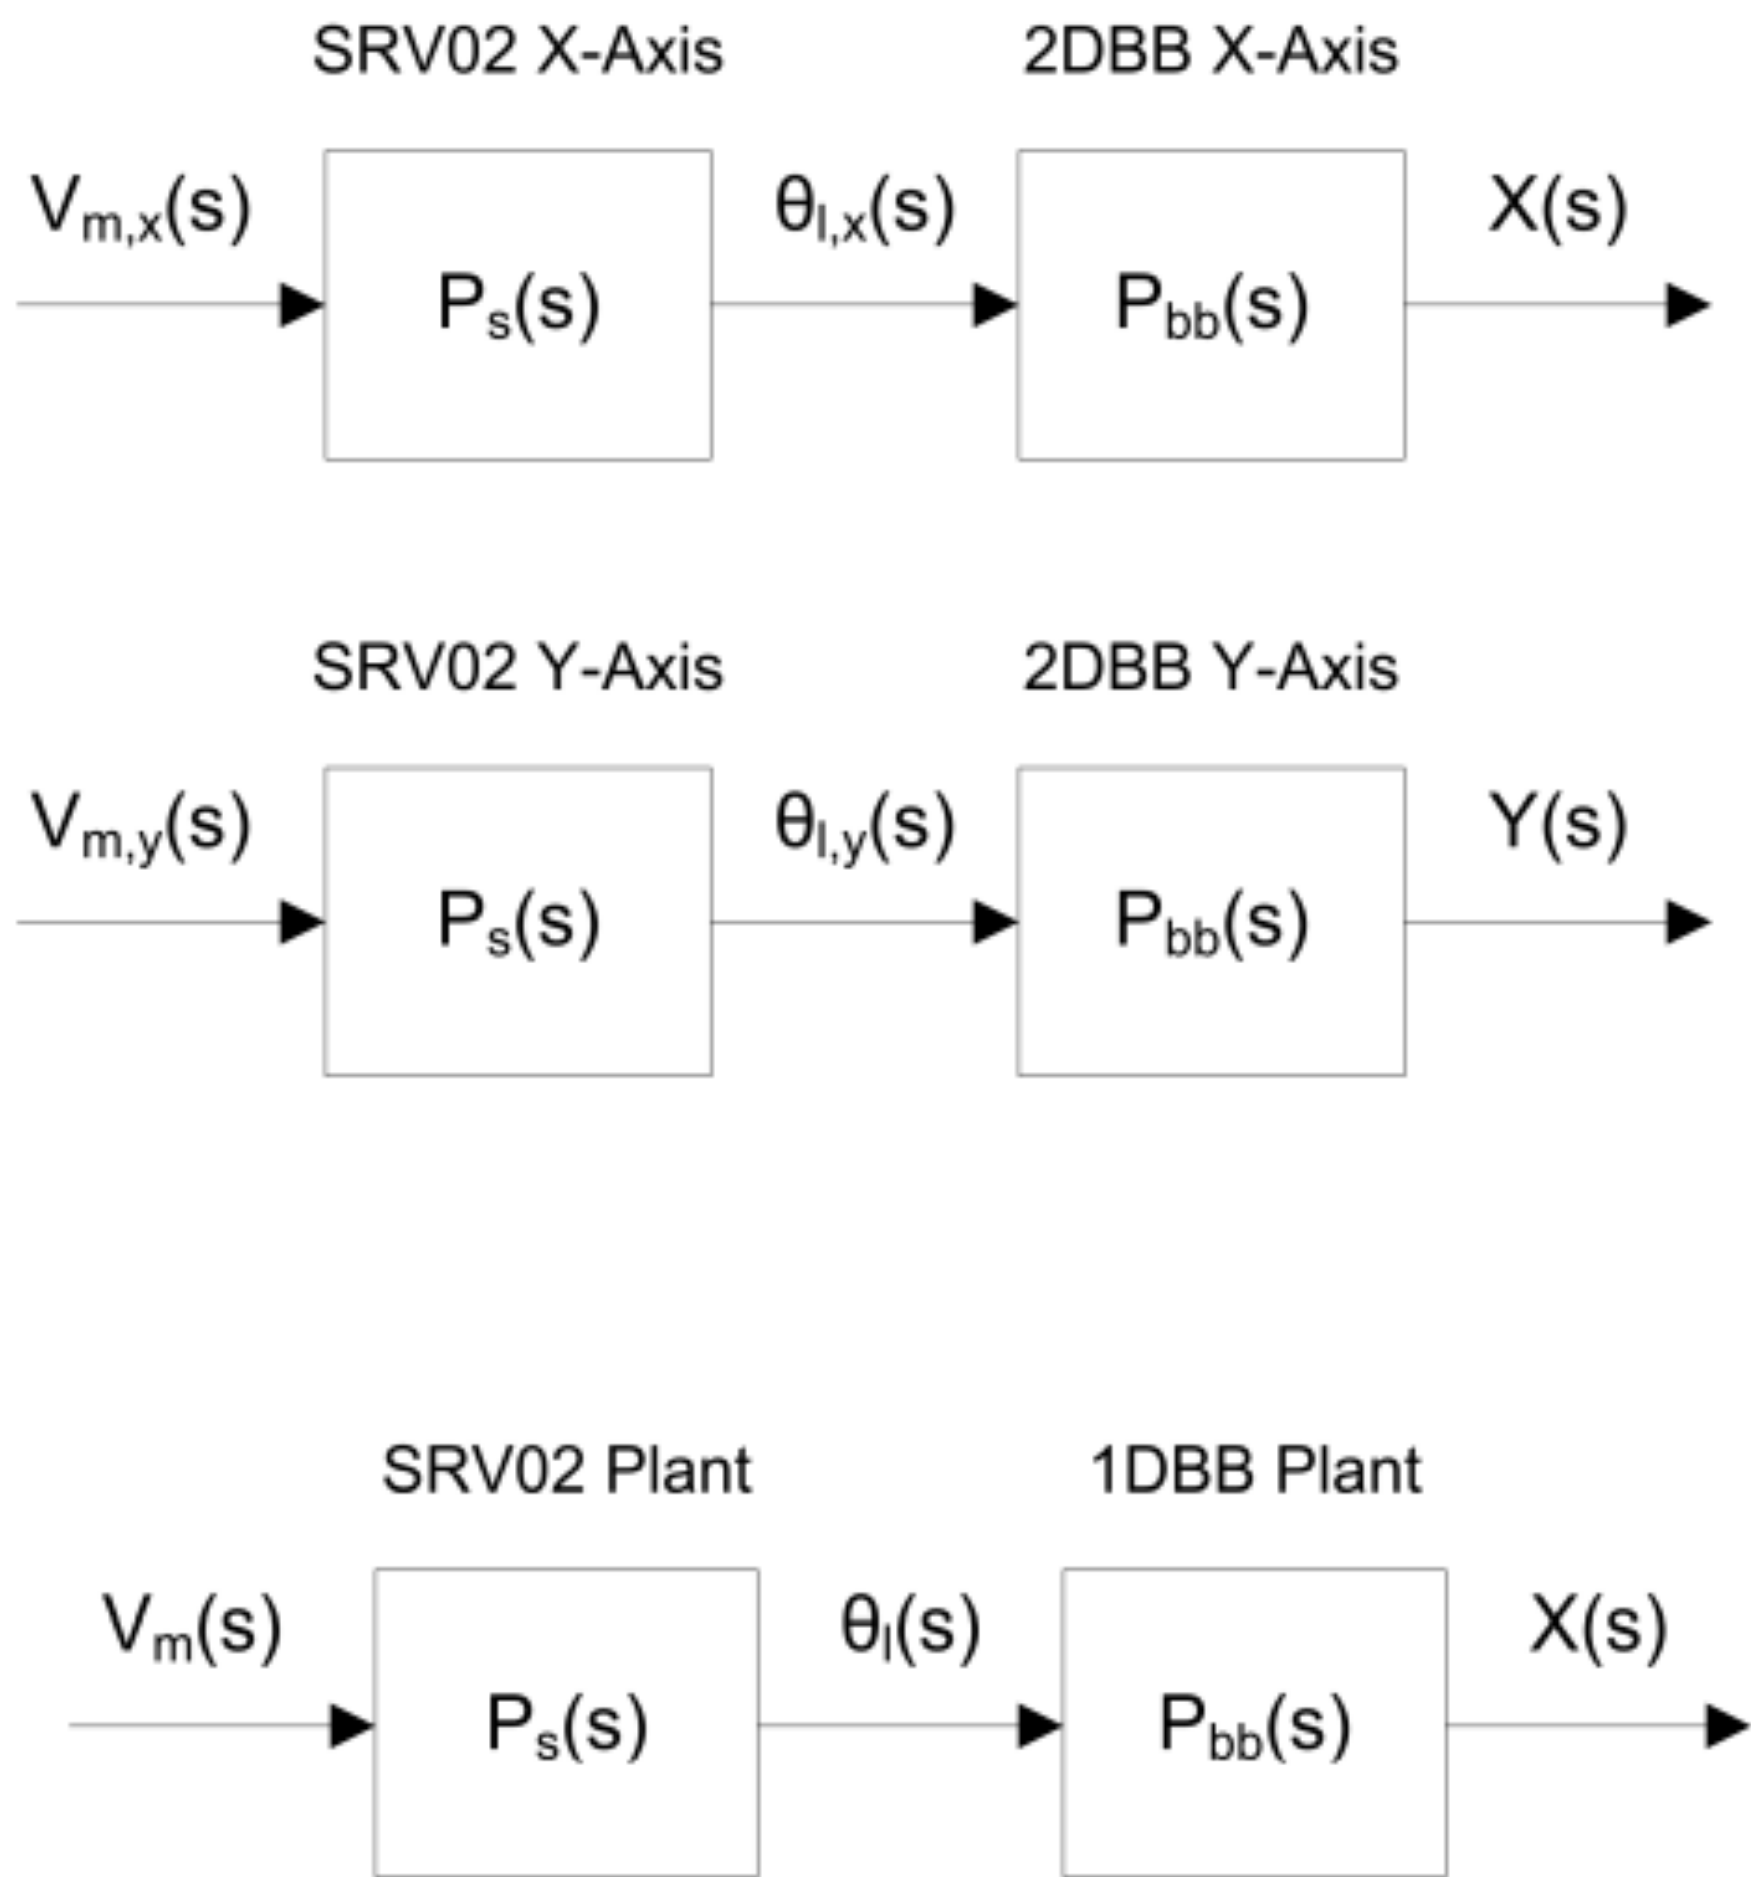 SRV02 X-Axis 2DBB X-Axis
Vm,x(s) θl,x(s) X(s)
Ps(s) Pbb(s)
SRV02 Y-Axis 2DBB Y-Axis
Vm,y(s) θl,y(s) Y(s)
Ps(s) Pbb(s)
SRV02 Plant 1DBB Plant
Vm(s) θl(s) X(s)
Ps(s) Pbb(s)